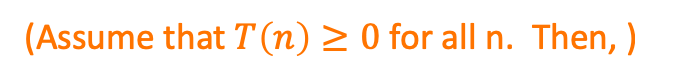 (Assume that T(n) ≥ 0 for all n. Then, )